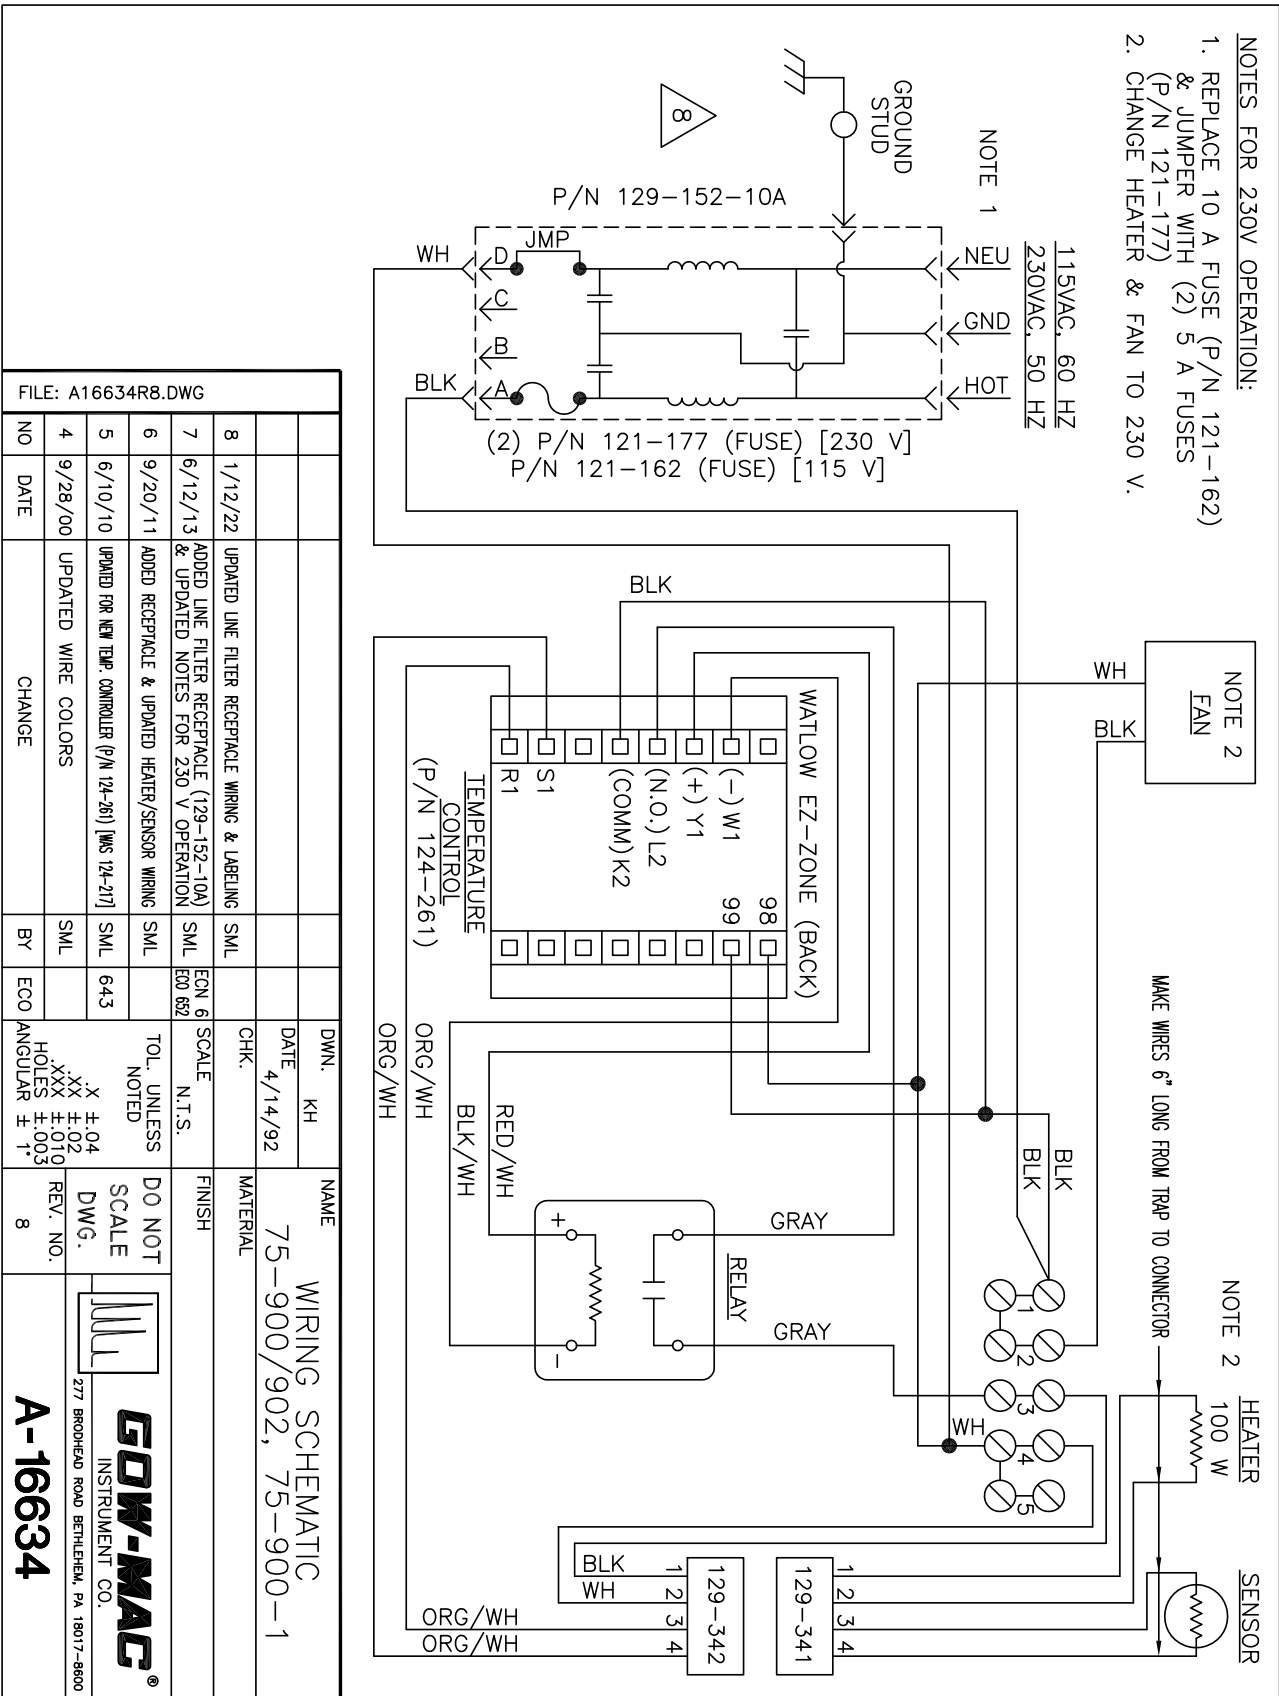 NOTES FOR 230V OPERATION:
1. REPLACE 10 A FUSE (P/N 121-162)
& JUMPER WITH (2) 5 A FUSES
(P/N 121-177)
2. CHANGE HEATER & FAN TO 230 V.
NOTE 1
115VAC, 60 HZ
230VAC, 50 HZ
GROUND
STUD
8
P/N 129-152-10A
NEU
GND
HOT
JMP
D
C
B
A
WH
BLK
(2) P/N 121-177 (FUSE) [230 V]
P/N 121-162 (FUSE) [115 V]
NOTE 2
FAN
WH
BLK
BLK
WATLOW EZ-ZONE (BACK)
(-)W1
(+)Y1
(N.O.)L2
(COMM)K2
S1
R1
98
99
TEMPERATURE
CONTROL
(P/N 124-261)
MAKE WIRES 6" LONG FROM TRAP TO CONNECTOR
BLK
BLK
ORG/WH
ORG/WH
RED/WH
BLK/WH
GRAY
GRAY
RELAY
+
-
1
2
3
4
5
WH
NOTE 2
HEATER
100 W
SENSOR
129-341
1
2
3
4
129-342
1
2
3
4
BLK
WH
ORG/WH
ORG/WH
FILE: A16634R8.DWG
8 1/12/22 UPDATED LINE FILTER RECEPTACLE WIRING & LABELING SML
7 6/12/13 ADDED LINE FILTER RECEPTACLE (129-152-10A)
& UPDATED NOTES FOR 230 V OPERATION SML ECN 6
ECO 652
6 9/20/11 ADDED RECEPTACLE & UPDATED HEATER/SENSOR WIRING SML
5 6/10/10 UPDATED FOR NEW TEMP. CONTROLLER (P/N 124-261) [WAS 124-217] SML 643
4 9/28/00 UPDATED WIRE COLORS SML
NO DATE CHANGE BY ECO
DWN.
KH
DATE
4/14/92
CHK.
SCALE
N.T.S.
TOL. UNLESS
NOTED
.X ±.04
.XX ±.02
.XXX ±.010
HOLES ±.003
ANGULAR ± 1°
NAME
WIRING SCHEMATIC
75-900/902, 75-900-1
MATERIAL
FINISH
DO NOT
SCALE
DWG.
REV. NO.
8
GOW-MAC®
INSTRUMENT CO.
277 BRODHEAD ROAD BETHLEHEM, PA 18017-8600
A-16634